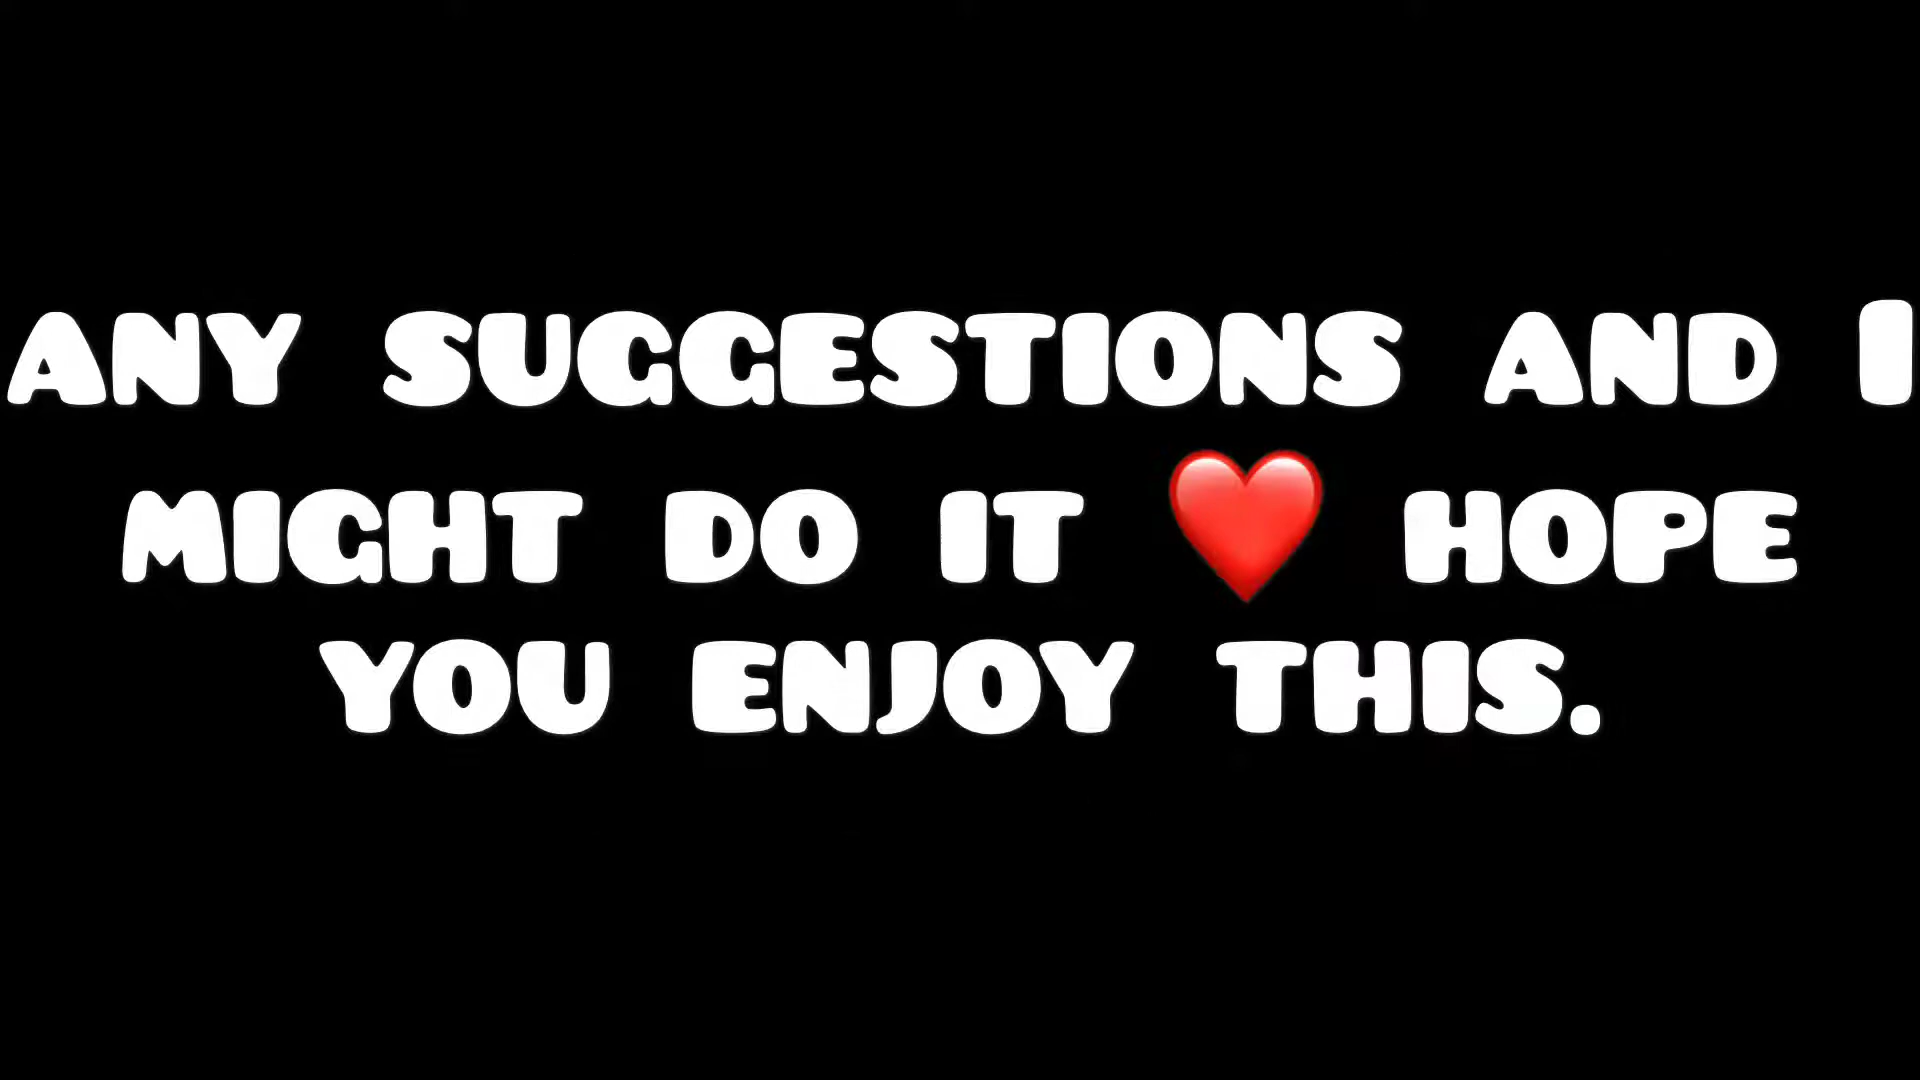 ANY SUGGESTIONS AND I
MIGHT DO IT ❤️ HOPE
YOU ENJOY THIS.